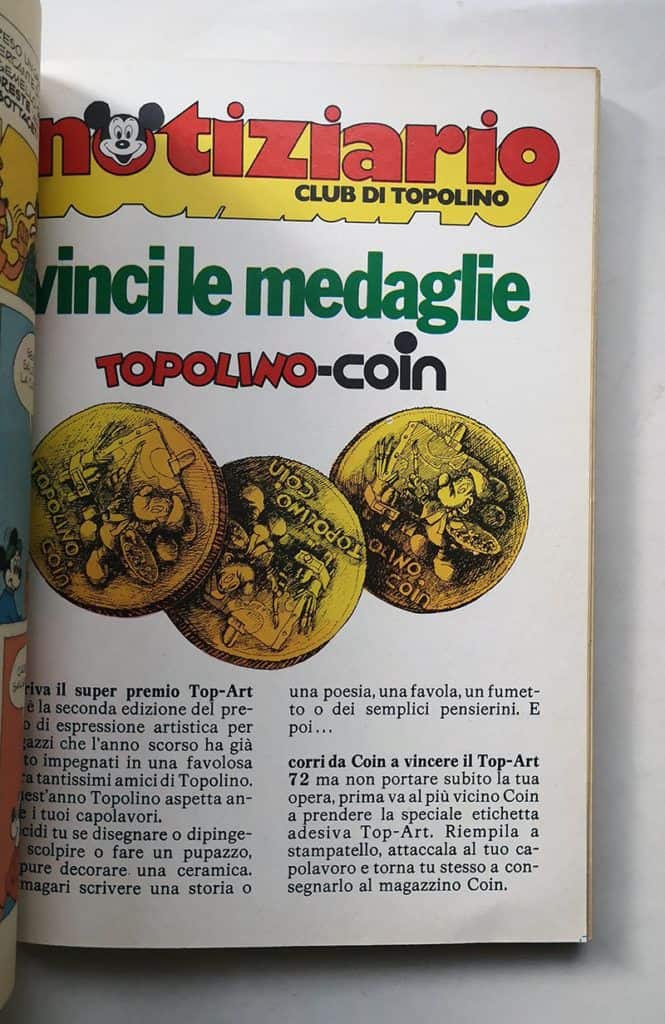 notiziario
CLUB DI TOPOLINO
vinci le medaglie
TOPOLINO-COIN
TOPOLINO
COIN
TOPOLINO
COIN
OLINO
COIN
riva il super premio Top-Art
è la seconda edizione del pre-
o di espressione artistica per
gazzi che l'anno scorso ha già
to impegnati in una favolosa
a tantissimi amici di Topolino.
est'anno Topolino aspetta an-
e i tuoi capolavori.
cidi tu se disegnare o dipinge-
scolpire o fare un pupazzo,
pure decorare una ceramica.
magari scrivere una storia o
una poesia, una favola, un fumet-
to o dei semplici pensierini. E
poi...
corri da Coin a vincere il Top-Art
72 ma non portare subito la tua
opera, prima va al più vicino Coin
a prendere la speciale etichetta
adesiva Top-Art. Riempila a
stampatello, attaccala al tuo ca-
polavoro e torna tu stesso a con-
segnarlo al magazzino Coin.